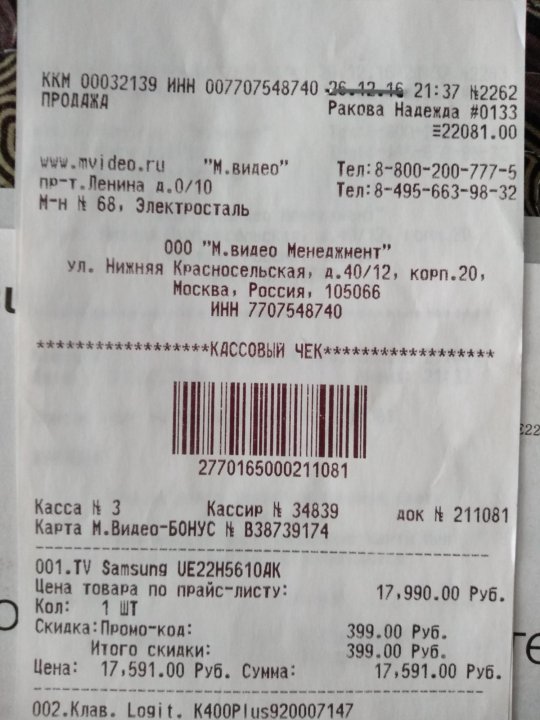 ККМ 00032139 ИНН 007707548740 26.12.16 21:37 №2262
ПРОДАЖА Ракова Надежда #0133
≡22081.00
www.mvideo.ru "М.видео" Тел:8-800-200-777-5
пр-т.Ленина д.0/10 Тел:8-495-663-98-32
М-н № 68, Электросталь
ООО "М.видео Менеджмент"
ул. Нижняя Красносельская, д.40/12, корп.20,
Москва, Россия, 105066
ИНН 7707548740
******************КАССОВЫЙ ЧЕК******************
2770165000211081
Касса № 3 Кассир № 34839 док № 211081
Карта М.Видео-БОНУС № B38739174
001.TV Samsung UE22H5610AK
Цена товара по прайс-листу: 17,990.00 Руб.
Кол: 1 ШТ
Скидка:Промо-код: 399.00 Руб.
Итого скидки: 399.00 Руб.
Цена: 17,591.00 Руб. Сумма: 17,591.00 Руб.
002.Клав. Logit. K400Plus920007147